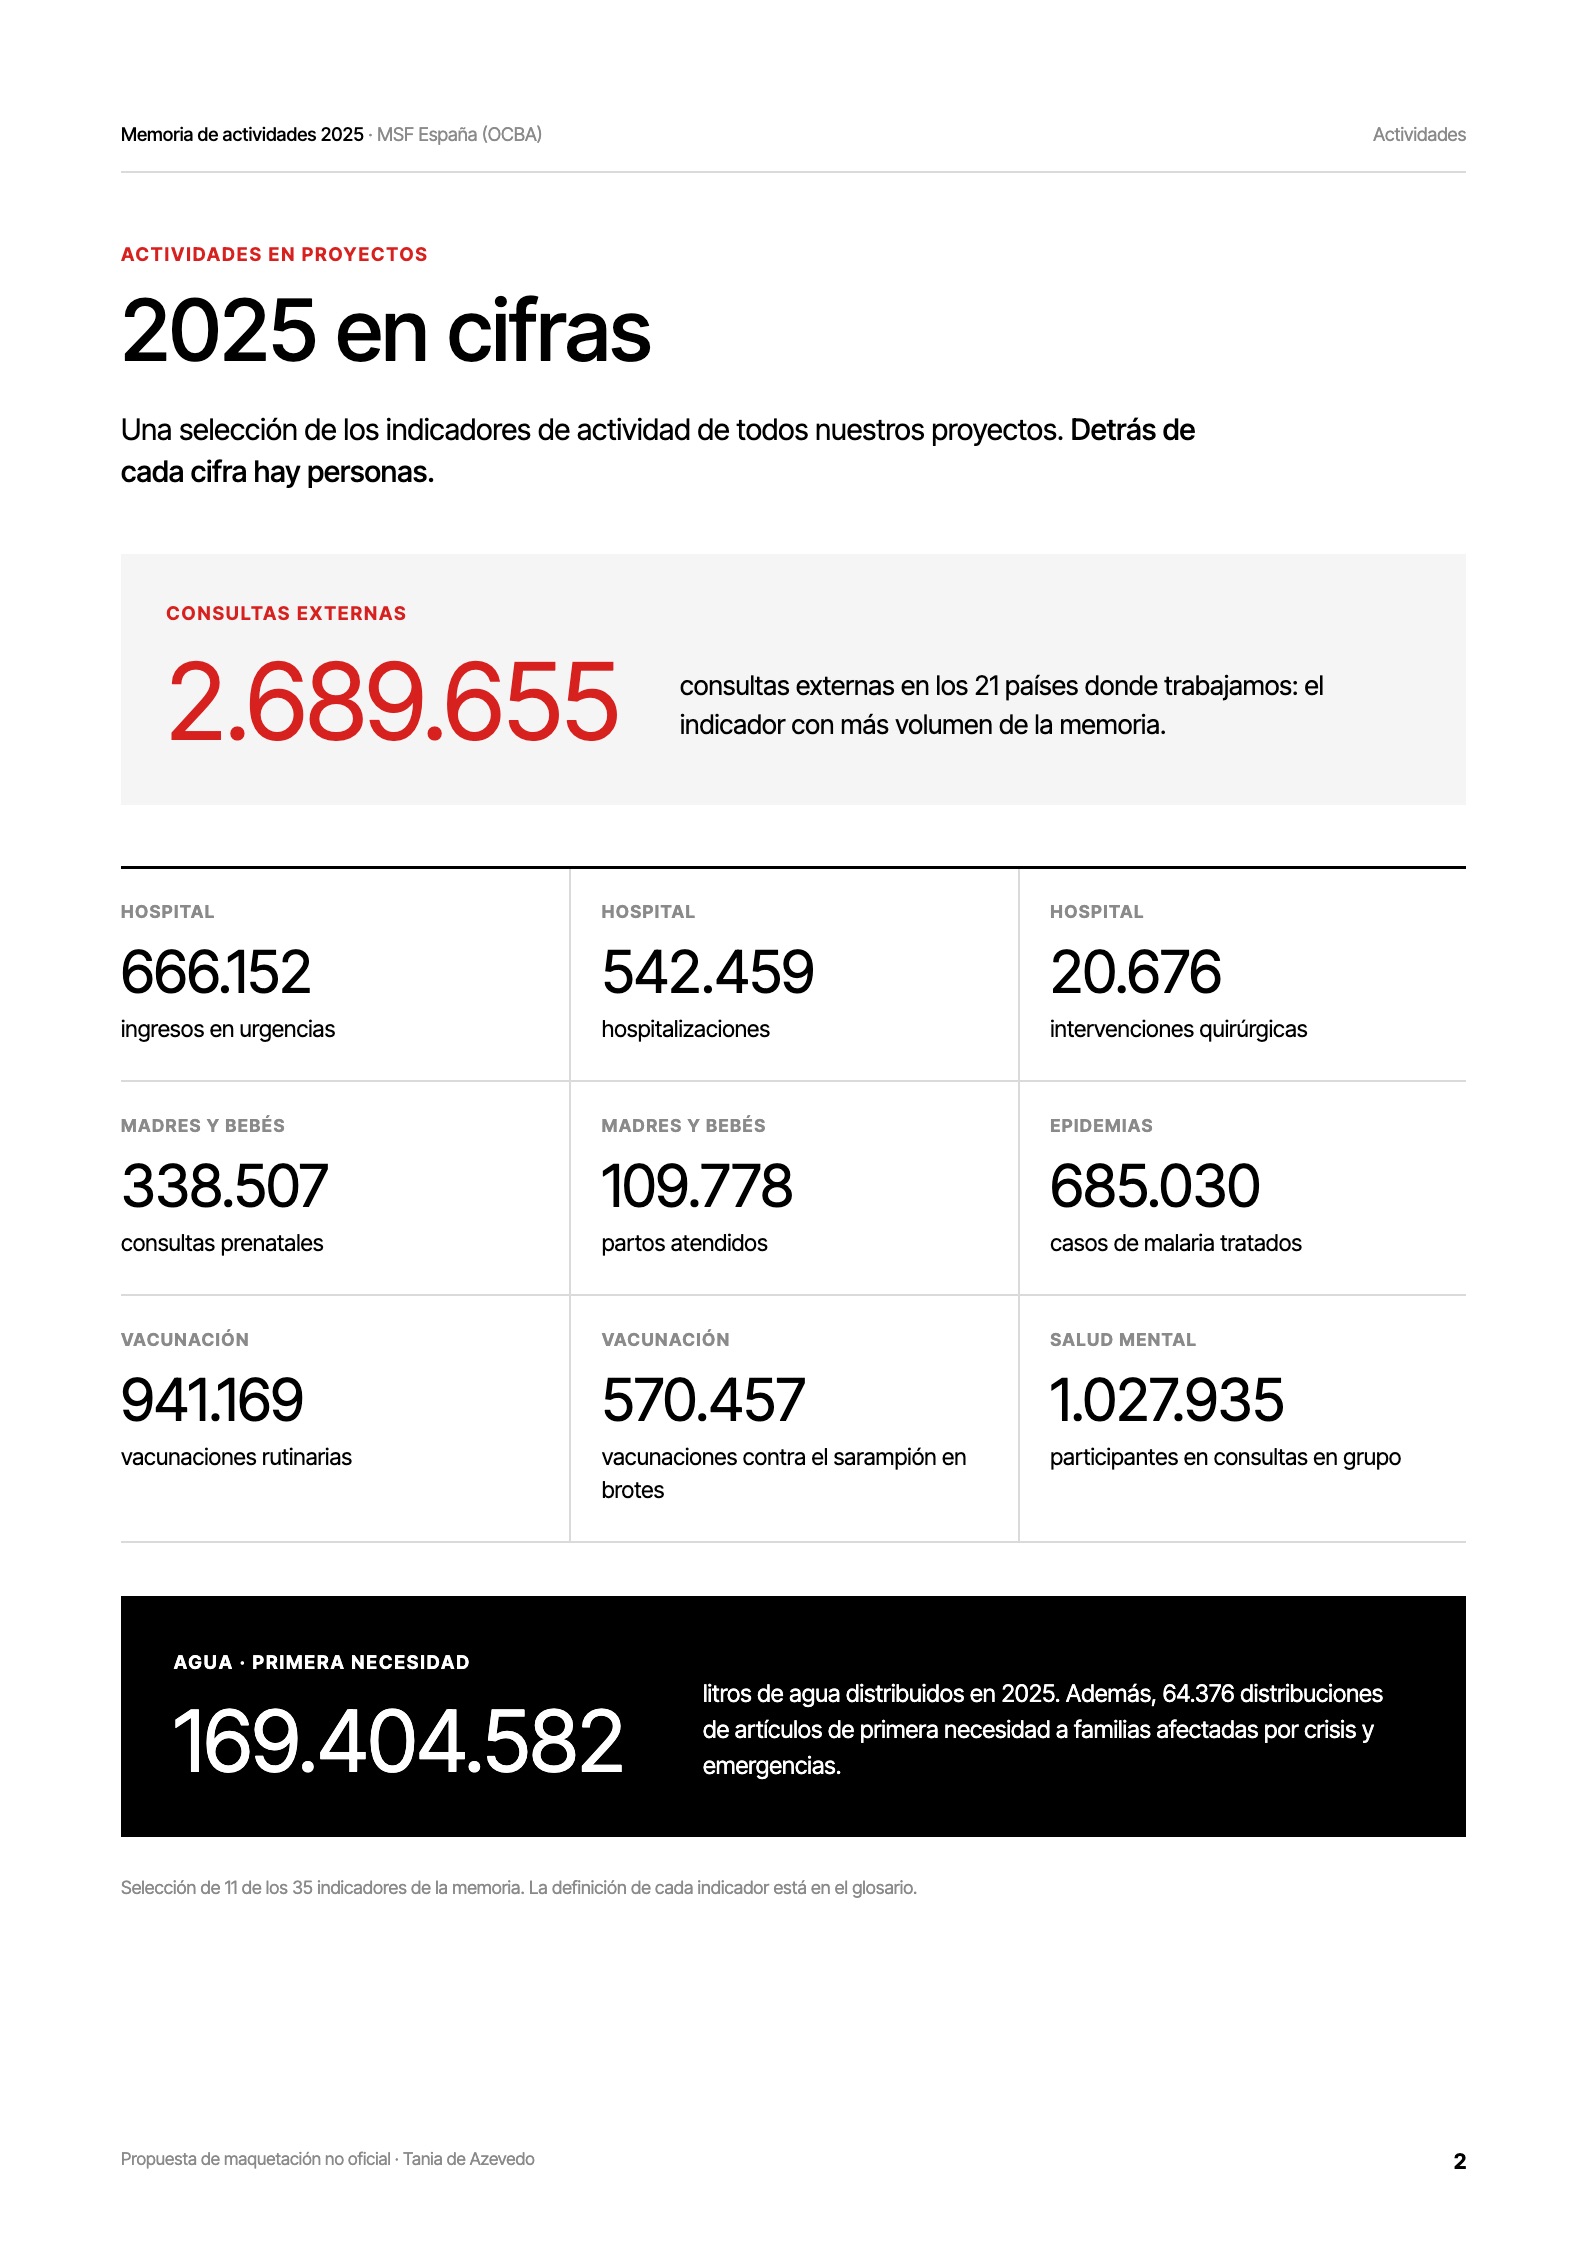 Memoria de actividades 2025 · MSF España (OCBA)
Actividades
ACTIVIDADES EN PROYECTOS
2025 en cifras
Una selección de los indicadores de actividad de todos nuestros proyectos. Detrás de
cada cifra hay personas.
CONSULTAS EXTERNAS
2.689.655
consultas externas en los 21 países donde trabajamos: el
indicador con más volumen de la memoria.
HOSPITAL
666.152
ingresos en urgencias
HOSPITAL
542.459
hospitalizaciones
HOSPITAL
20.676
intervenciones quirúrgicas
MADRES Y BEBÉS
338.507
consultas prenatales
MADRES Y BEBÉS
109.778
partos atendidos
EPIDEMIAS
685.030
casos de malaria tratados
VACUNACIÓN
941.169
vacunaciones rutinarias
VACUNACIÓN
570.457
vacunaciones contra el sarampión en
brotes
SALUD MENTAL
1.027.935
participantes en consultas en grupo
AGUA · PRIMERA NECESIDAD
169.404.582
litros de agua distribuidos en 2025. Además, 64.376 distribuciones
de artículos de primera necesidad a familias afectadas por crisis y
emergencias.
Selección de 11 de los 35 indicadores de la memoria. La definición de cada indicador está en el glosario.
Propuesta de maquetación no oficial · Tania de Azevedo
2